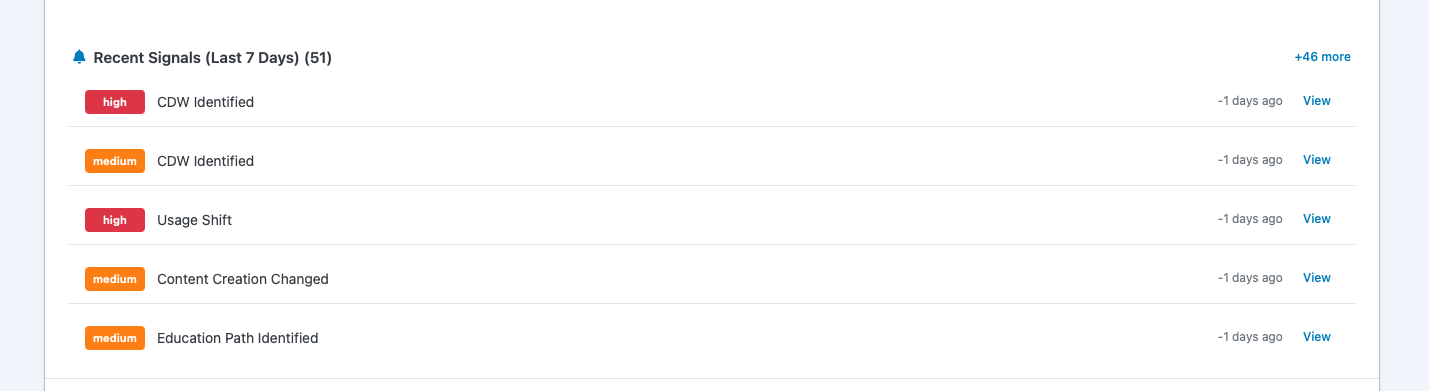 Recent Signals (Last 7 Days) (51) +46 more
high CDW Identified -1 days ago View
medium CDW Identified -1 days ago View
high Usage Shift -1 days ago View
medium Content Creation Changed -1 days ago View
medium Education Path Identified -1 days ago View